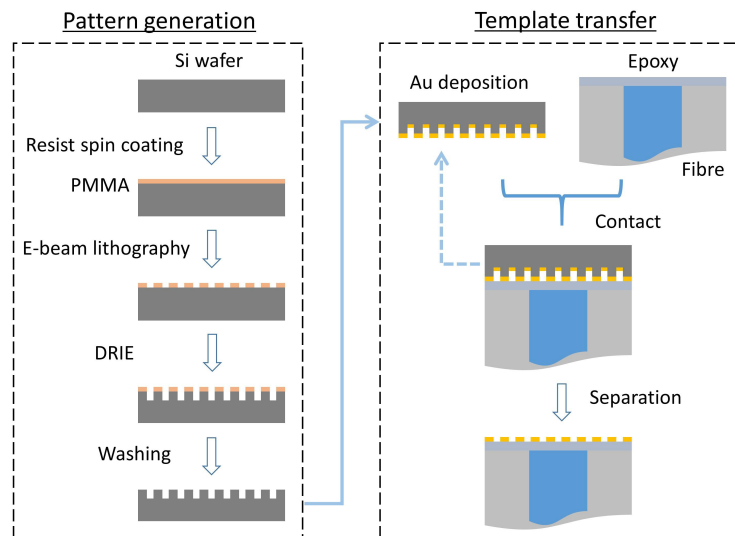 Pattern generation
Si wafer
Resist spin coating
PMMA
E-beam lithography
DRIE
Washing
Template transfer
Au deposition
Epoxy
Fibre
Contact
Separation